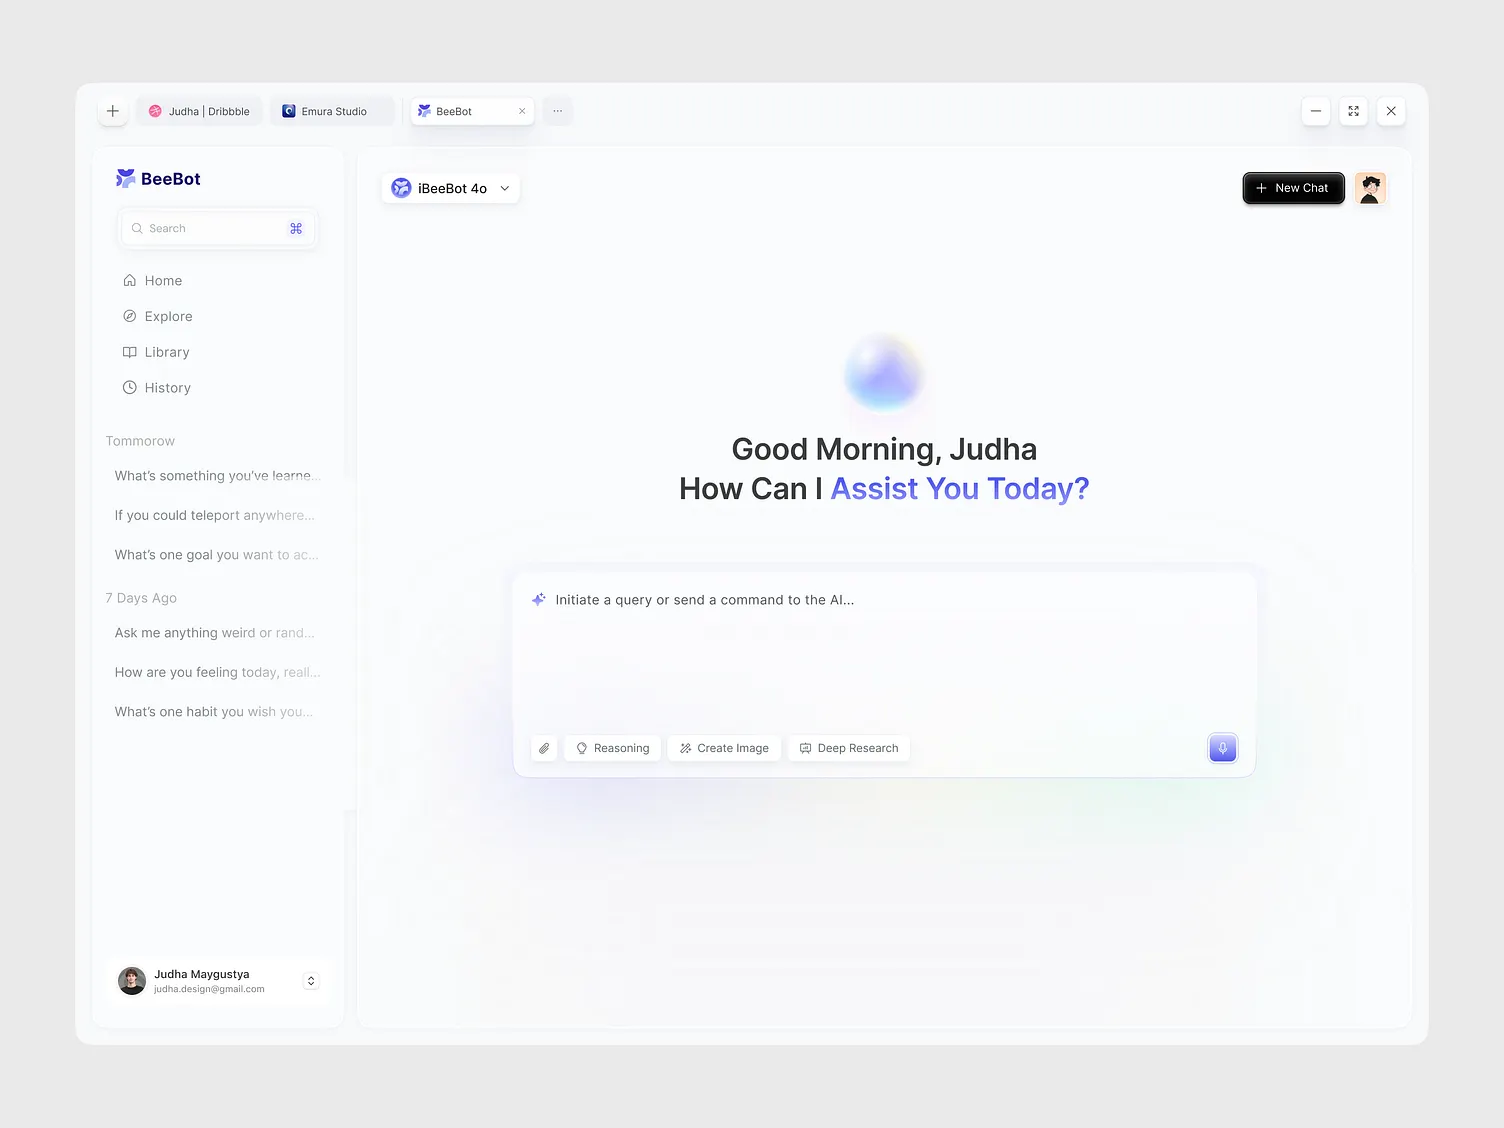 Judha | Dribbble
Emura Studio
BeeBot
BeeBot
Search
Home
Explore
Library
History
Tommorow
What's something you've learne...
If you could teleport anywhere...
What's one goal you want to ac...
7 Days Ago
Ask me anything weird or rand...
How are you feeling today, reall...
What's one habit you wish you...
Judha Maygustya
judha.design@gmail.com
iBeeBot 4o
New Chat
Good Morning, Judha
How Can I Assist You Today?
Initiate a query or send a command to the AI...
Reasoning
Create Image
Deep Research